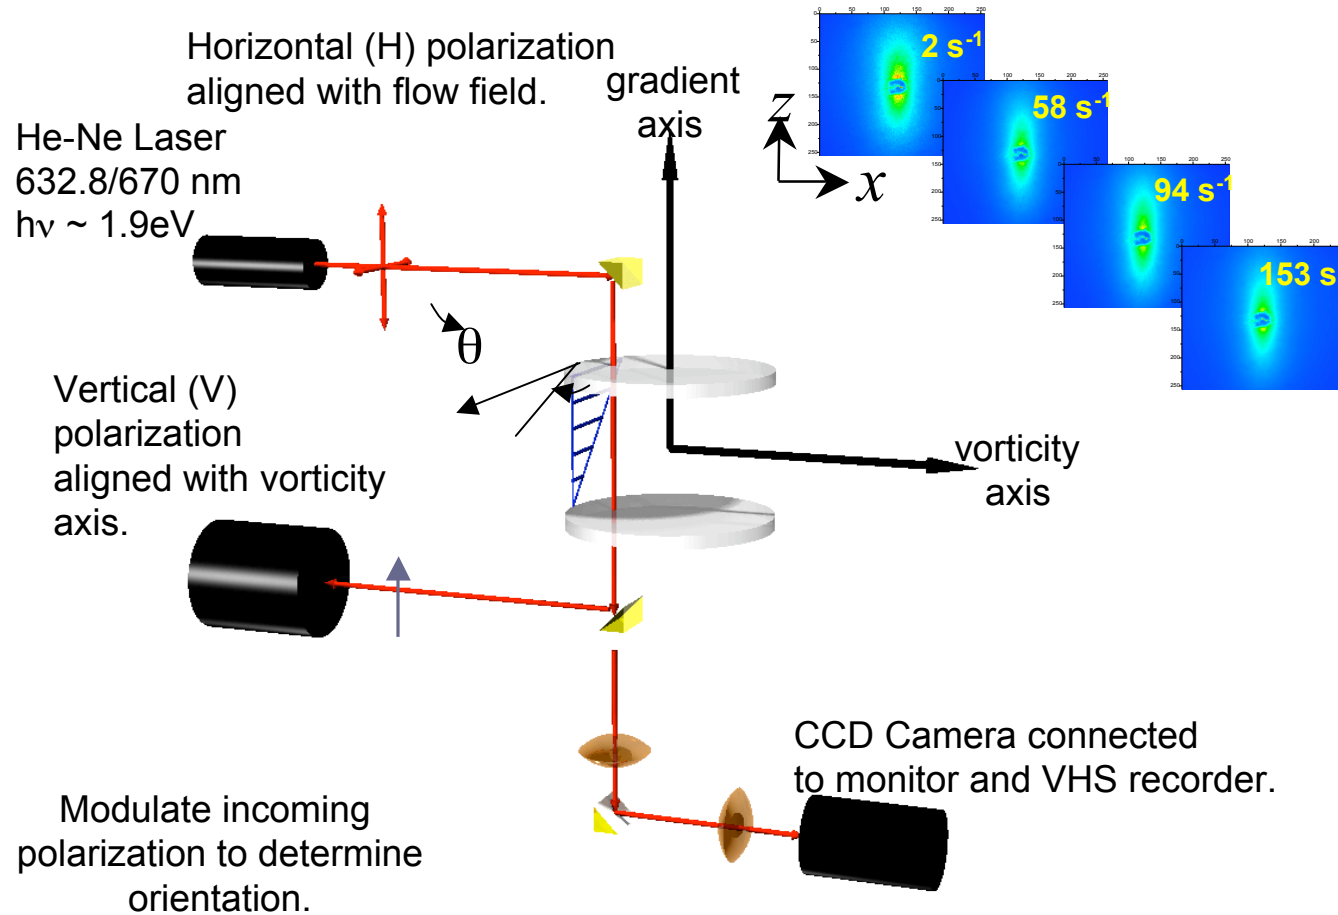 Horizontal (H) polarization
aligned with flow field.
He-Ne Laser
632.8/670 nm
hν ~ 1.9eV
gradient
axis
z
x
2 s-1
58 s-1
94 s-1
153 s
θ
Vertical (V)
polarization
aligned with vorticity
axis.
vorticity
axis
CCD Camera connected
to monitor and VHS recorder.
Modulate incoming
polarization to determine
orientation.